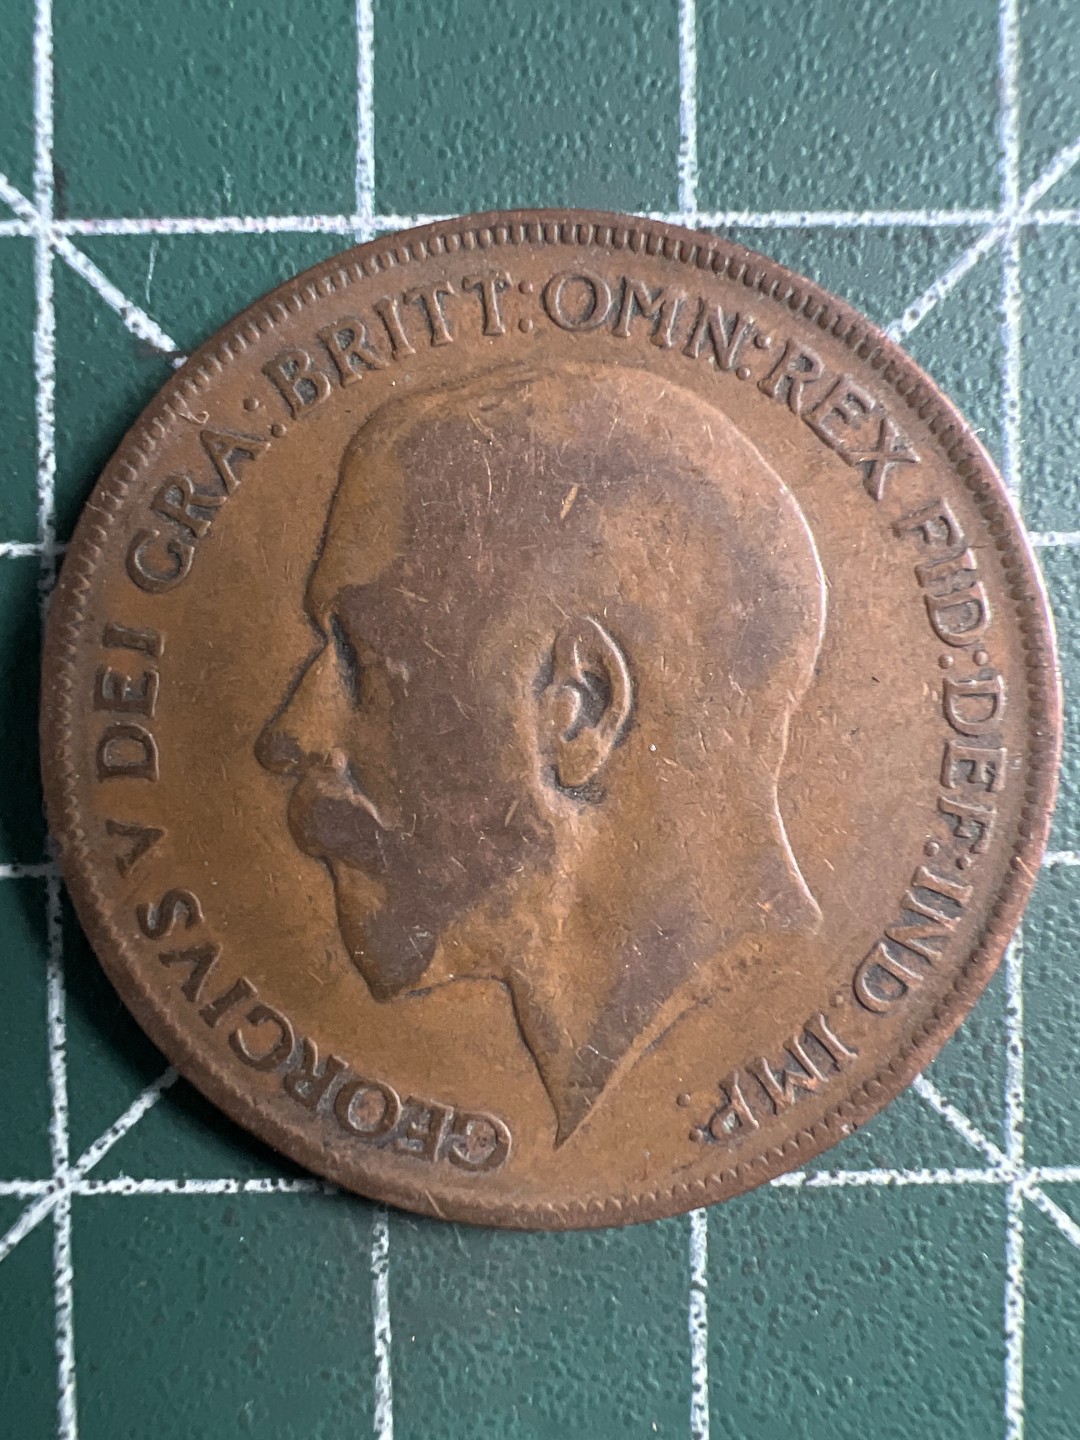 GEORGIVS V DEI GRA: BRITT: OMN: REX FID: DEF: IND: IMP: